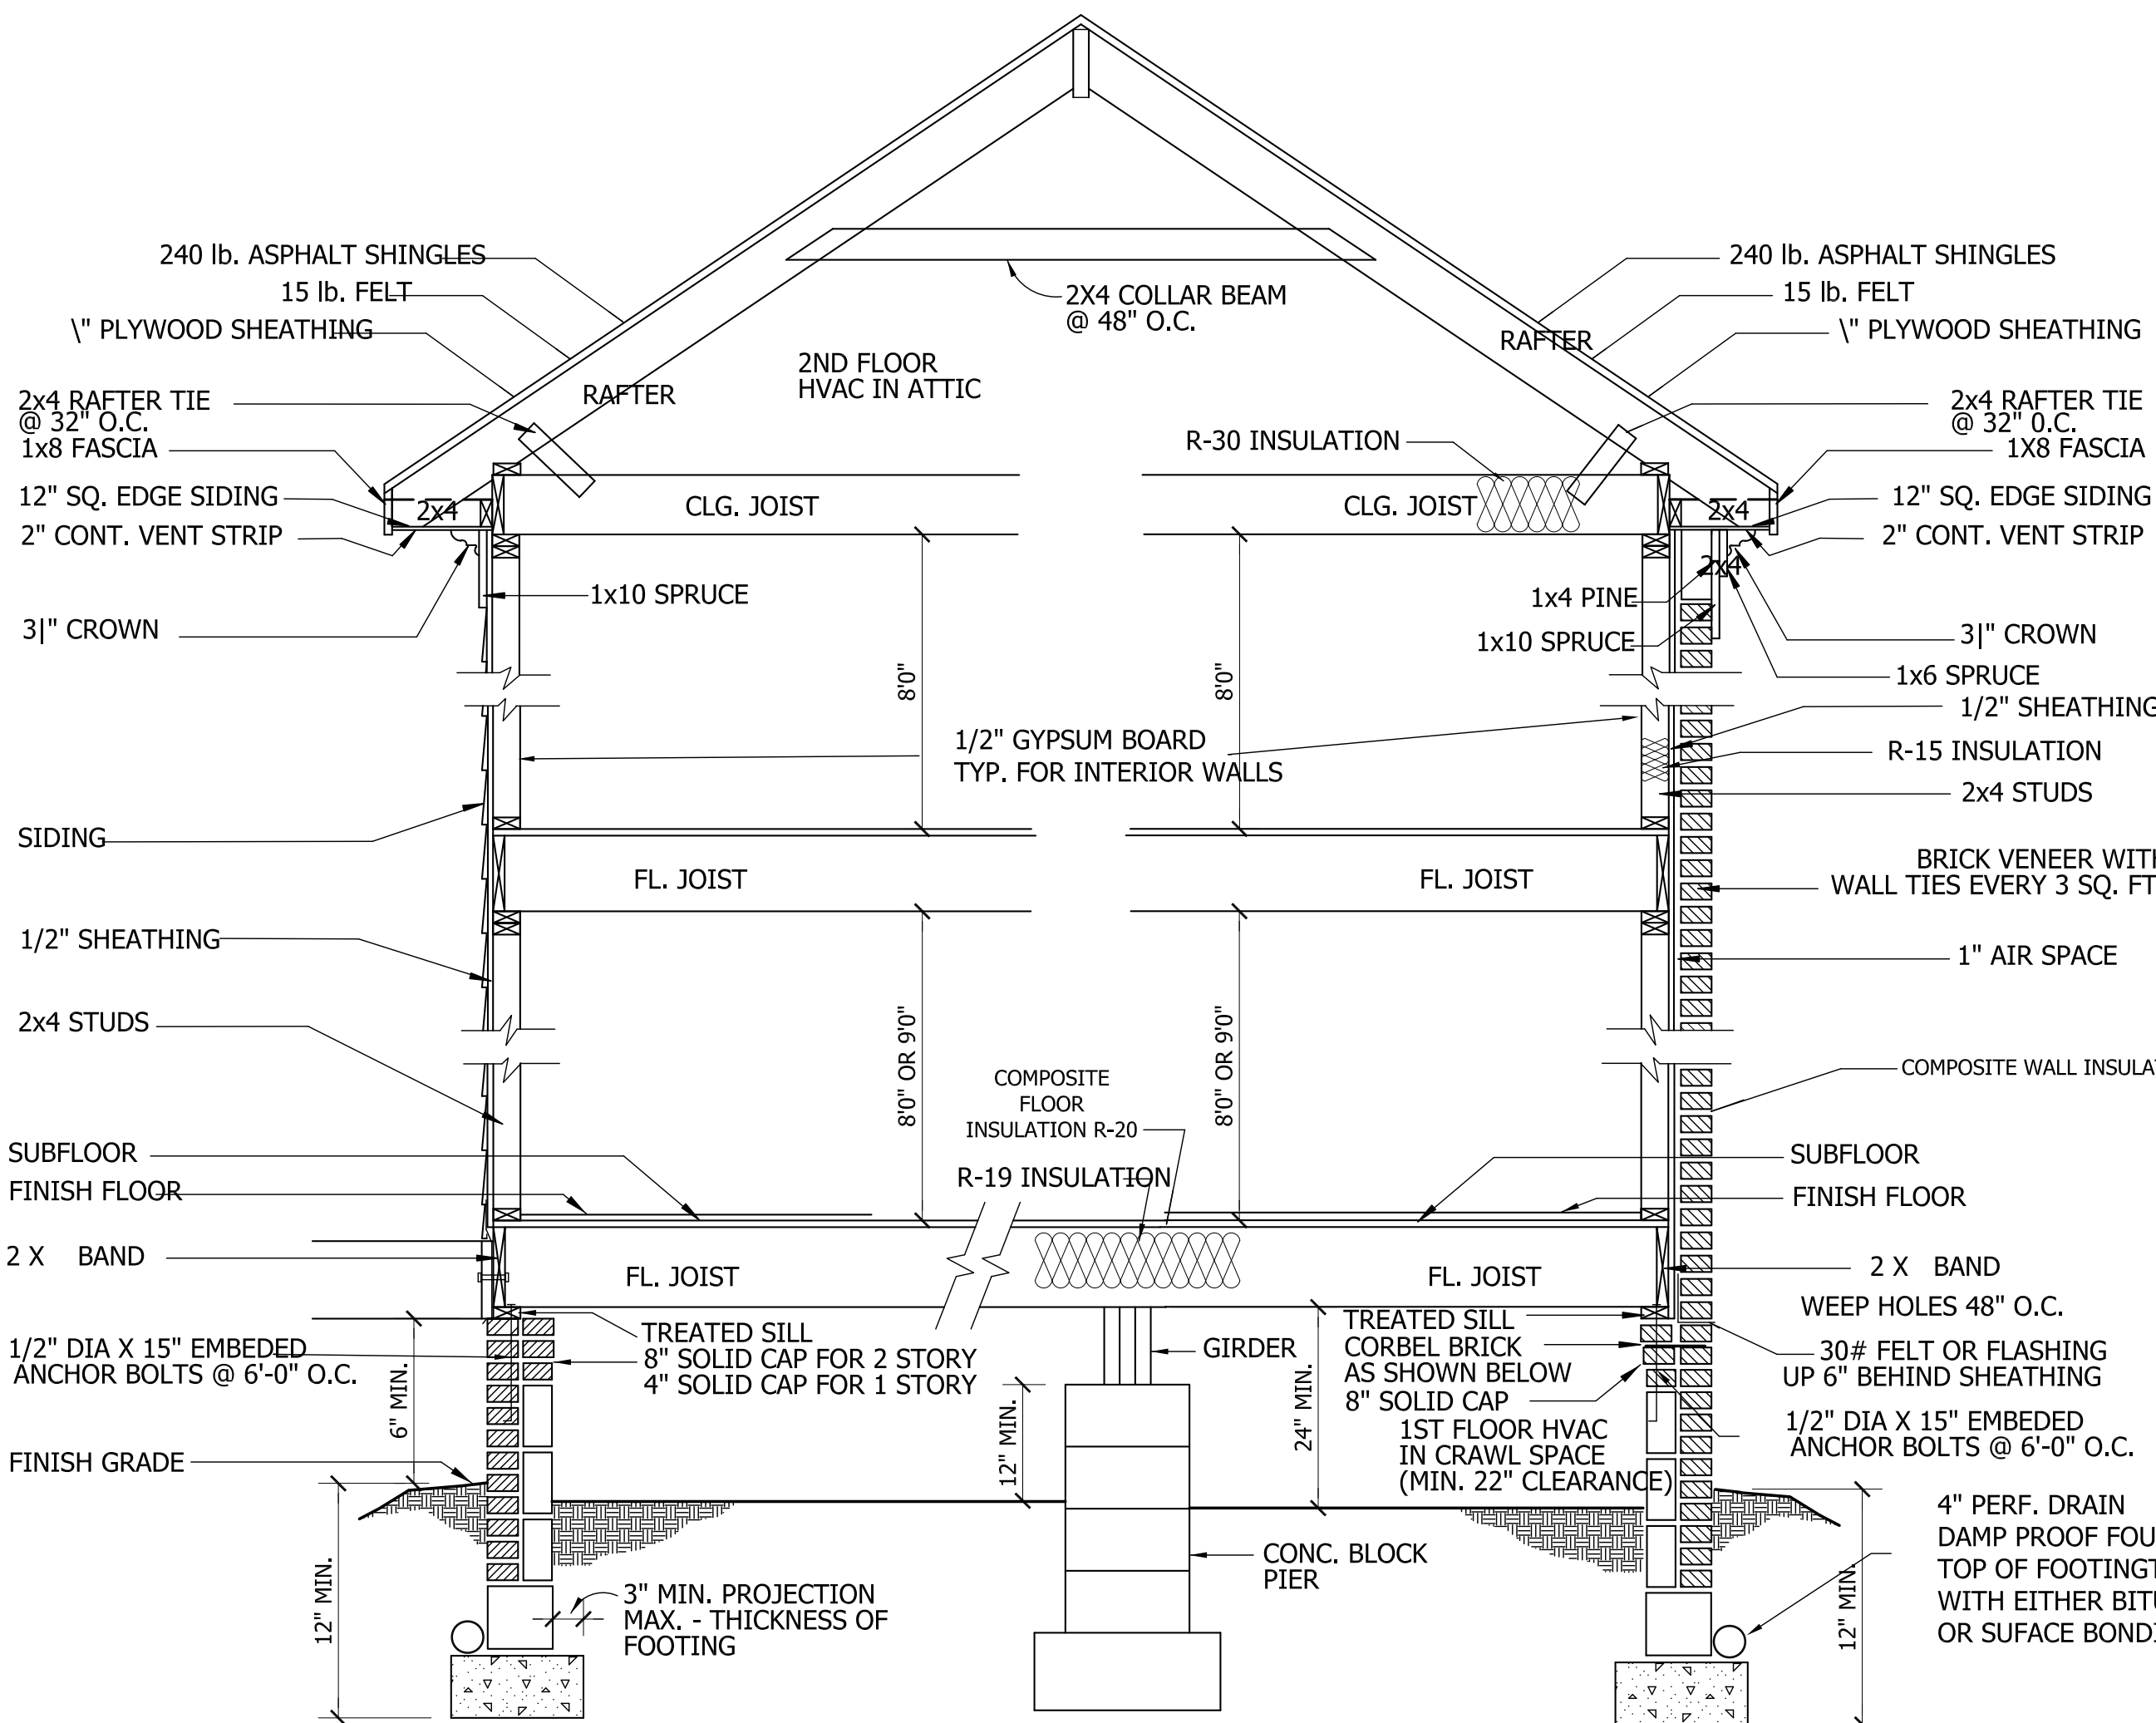 240 lb. ASPHALT SHINGLES
15 lb. FELT
\" PLYWOOD SHEATHING
2x4 RAFTER TIE
@ 32" O.C.
1x8 FASCIA
12" SQ. EDGE SIDING
2" CONT. VENT STRIP
3|" CROWN
SIDING
1/2" SHEATHING
2x4 STUDS
SUBFLOOR
FINISH FLOOR
2 X BAND
1/2" DIA X 15" EMBEDED
ANCHOR BOLTS @ 6'-0" O.C.
FINISH GRADE
6" MIN.
12" MIN.
RAFTER
2x4
1x10 SPRUCE
2X4 COLLAR BEAM
@ 48" O.C.
2ND FLOOR
HVAC IN ATTIC
R-30 INSULATION
CLG. JOIST
CLG. JOIST
8'0"
8'0"
1/2" GYPSUM BOARD
TYP. FOR INTERIOR WALLS
FL. JOIST
FL. JOIST
8'0" OR 9'0"
8'0" OR 9'0"
COMPOSITE
FLOOR
INSULATION R-20
R-19 INSULATION
FL. JOIST
FL. JOIST
TREATED SILL
8" SOLID CAP FOR 2 STORY
4" SOLID CAP FOR 1 STORY
GIRDER
12" MIN.
24" MIN.
TREATED SILL
CORBEL BRICK
AS SHOWN BELOW
8" SOLID CAP
1ST FLOOR HVAC
IN CRAWL SPACE
(MIN. 22" CLEARANCE)
CONC. BLOCK
PIER
3" MIN. PROJECTION
MAX. - THICKNESS OF
FOOTING
240 lb. ASPHALT SHINGLES
15 lb. FELT
RAFTER
\" PLYWOOD SHEATHING
2x4 RAFTER TIE
@ 32" 0.C.
1X8 FASCIA
12" SQ. EDGE SIDING
2x4
2" CONT. VENT STRIP
2x4
1x4 PINE
1x10 SPRUCE
3|" CROWN
1x6 SPRUCE
1/2" SHEATHING
R-15 INSULATION
2x4 STUDS
BRICK VENEER WITH
WALL TIES EVERY 3 SQ. FT
1" AIR SPACE
COMPOSITE WALL INSULAT
SUBFLOOR
FINISH FLOOR
2 X BAND
WEEP HOLES 48" O.C.
30# FELT OR FLASHING
UP 6" BEHIND SHEATHING
1/2" DIA X 15" EMBEDED
ANCHOR BOLTS @ 6'-0" O.C.
12" MIN.
4" PERF. DRAIN
DAMP PROOF FOU
TOP OF FOOTINGT
WITH EITHER BITU
OR SUFACE BONDI